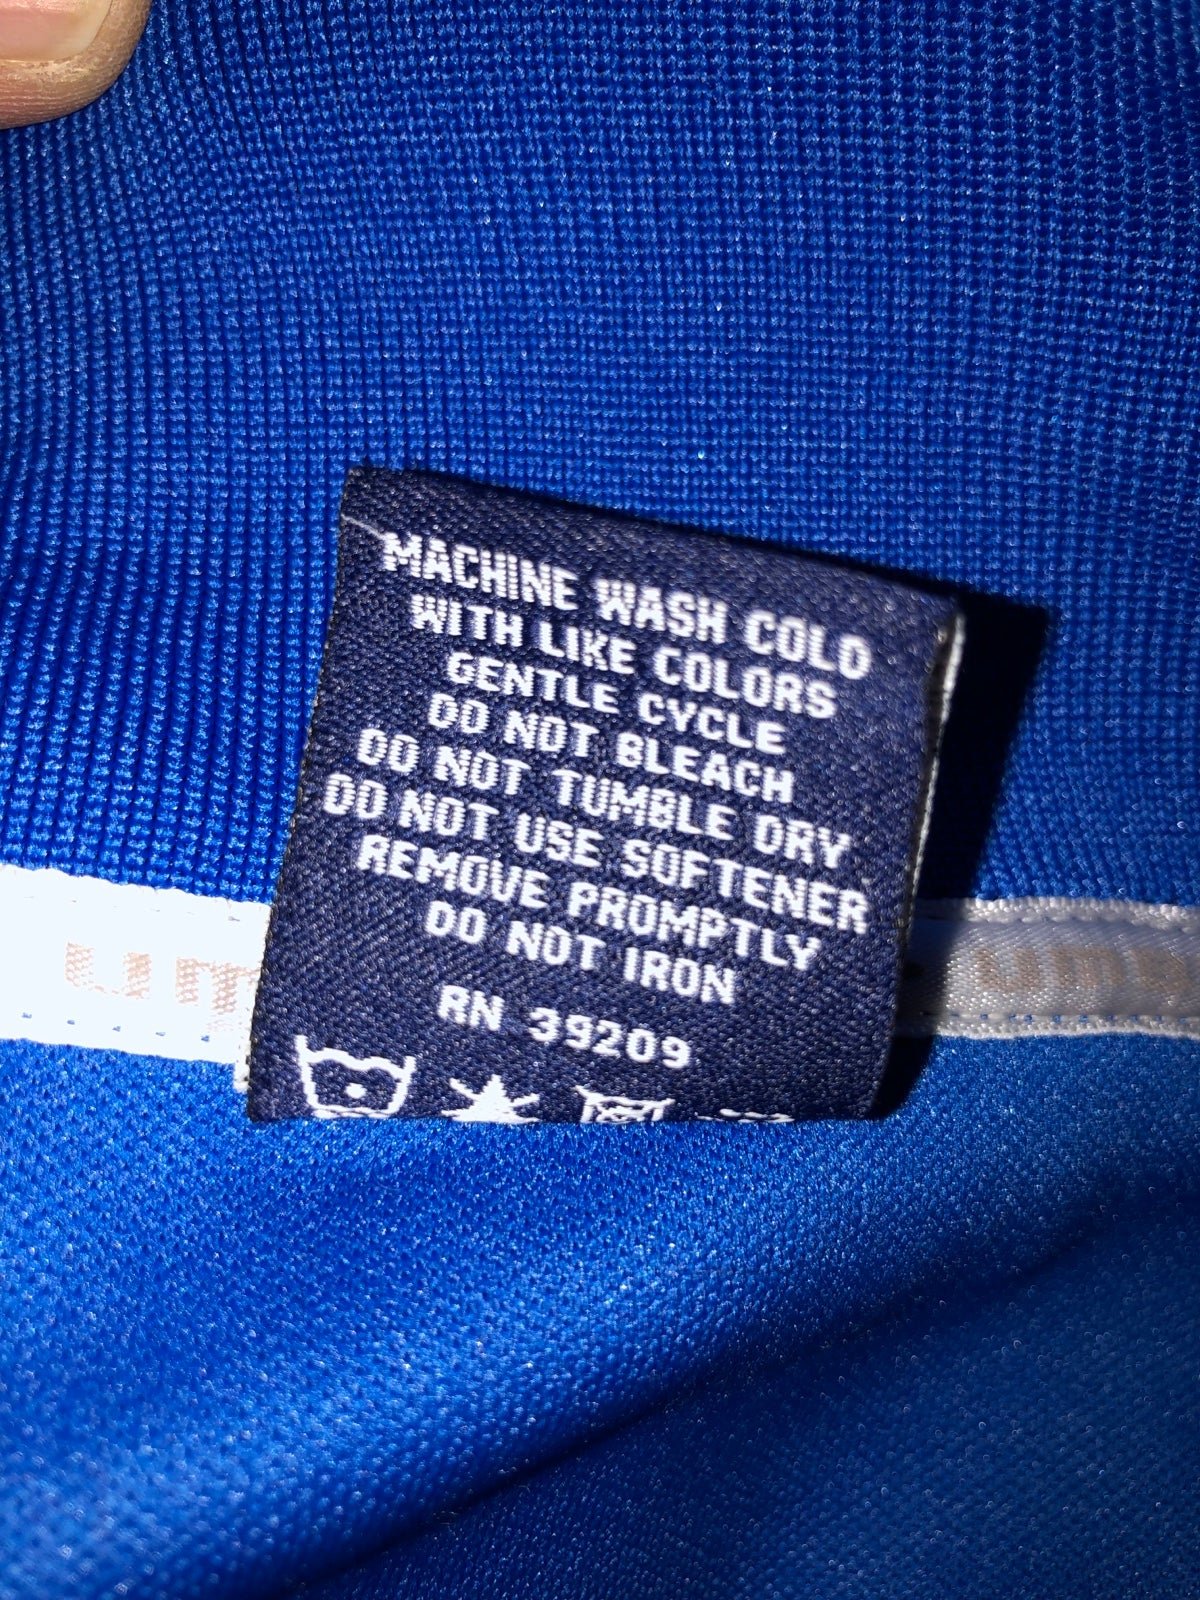 MACHINE WASH COLD
WITH LIKE COLORS
GENTLE CYCLE
DO NOT BLEACH
DO NOT TUMBLE DRY
DO NOT USE SOFTENER
REMOVE PROMPTLY
DO NOT IRON
RN 39209